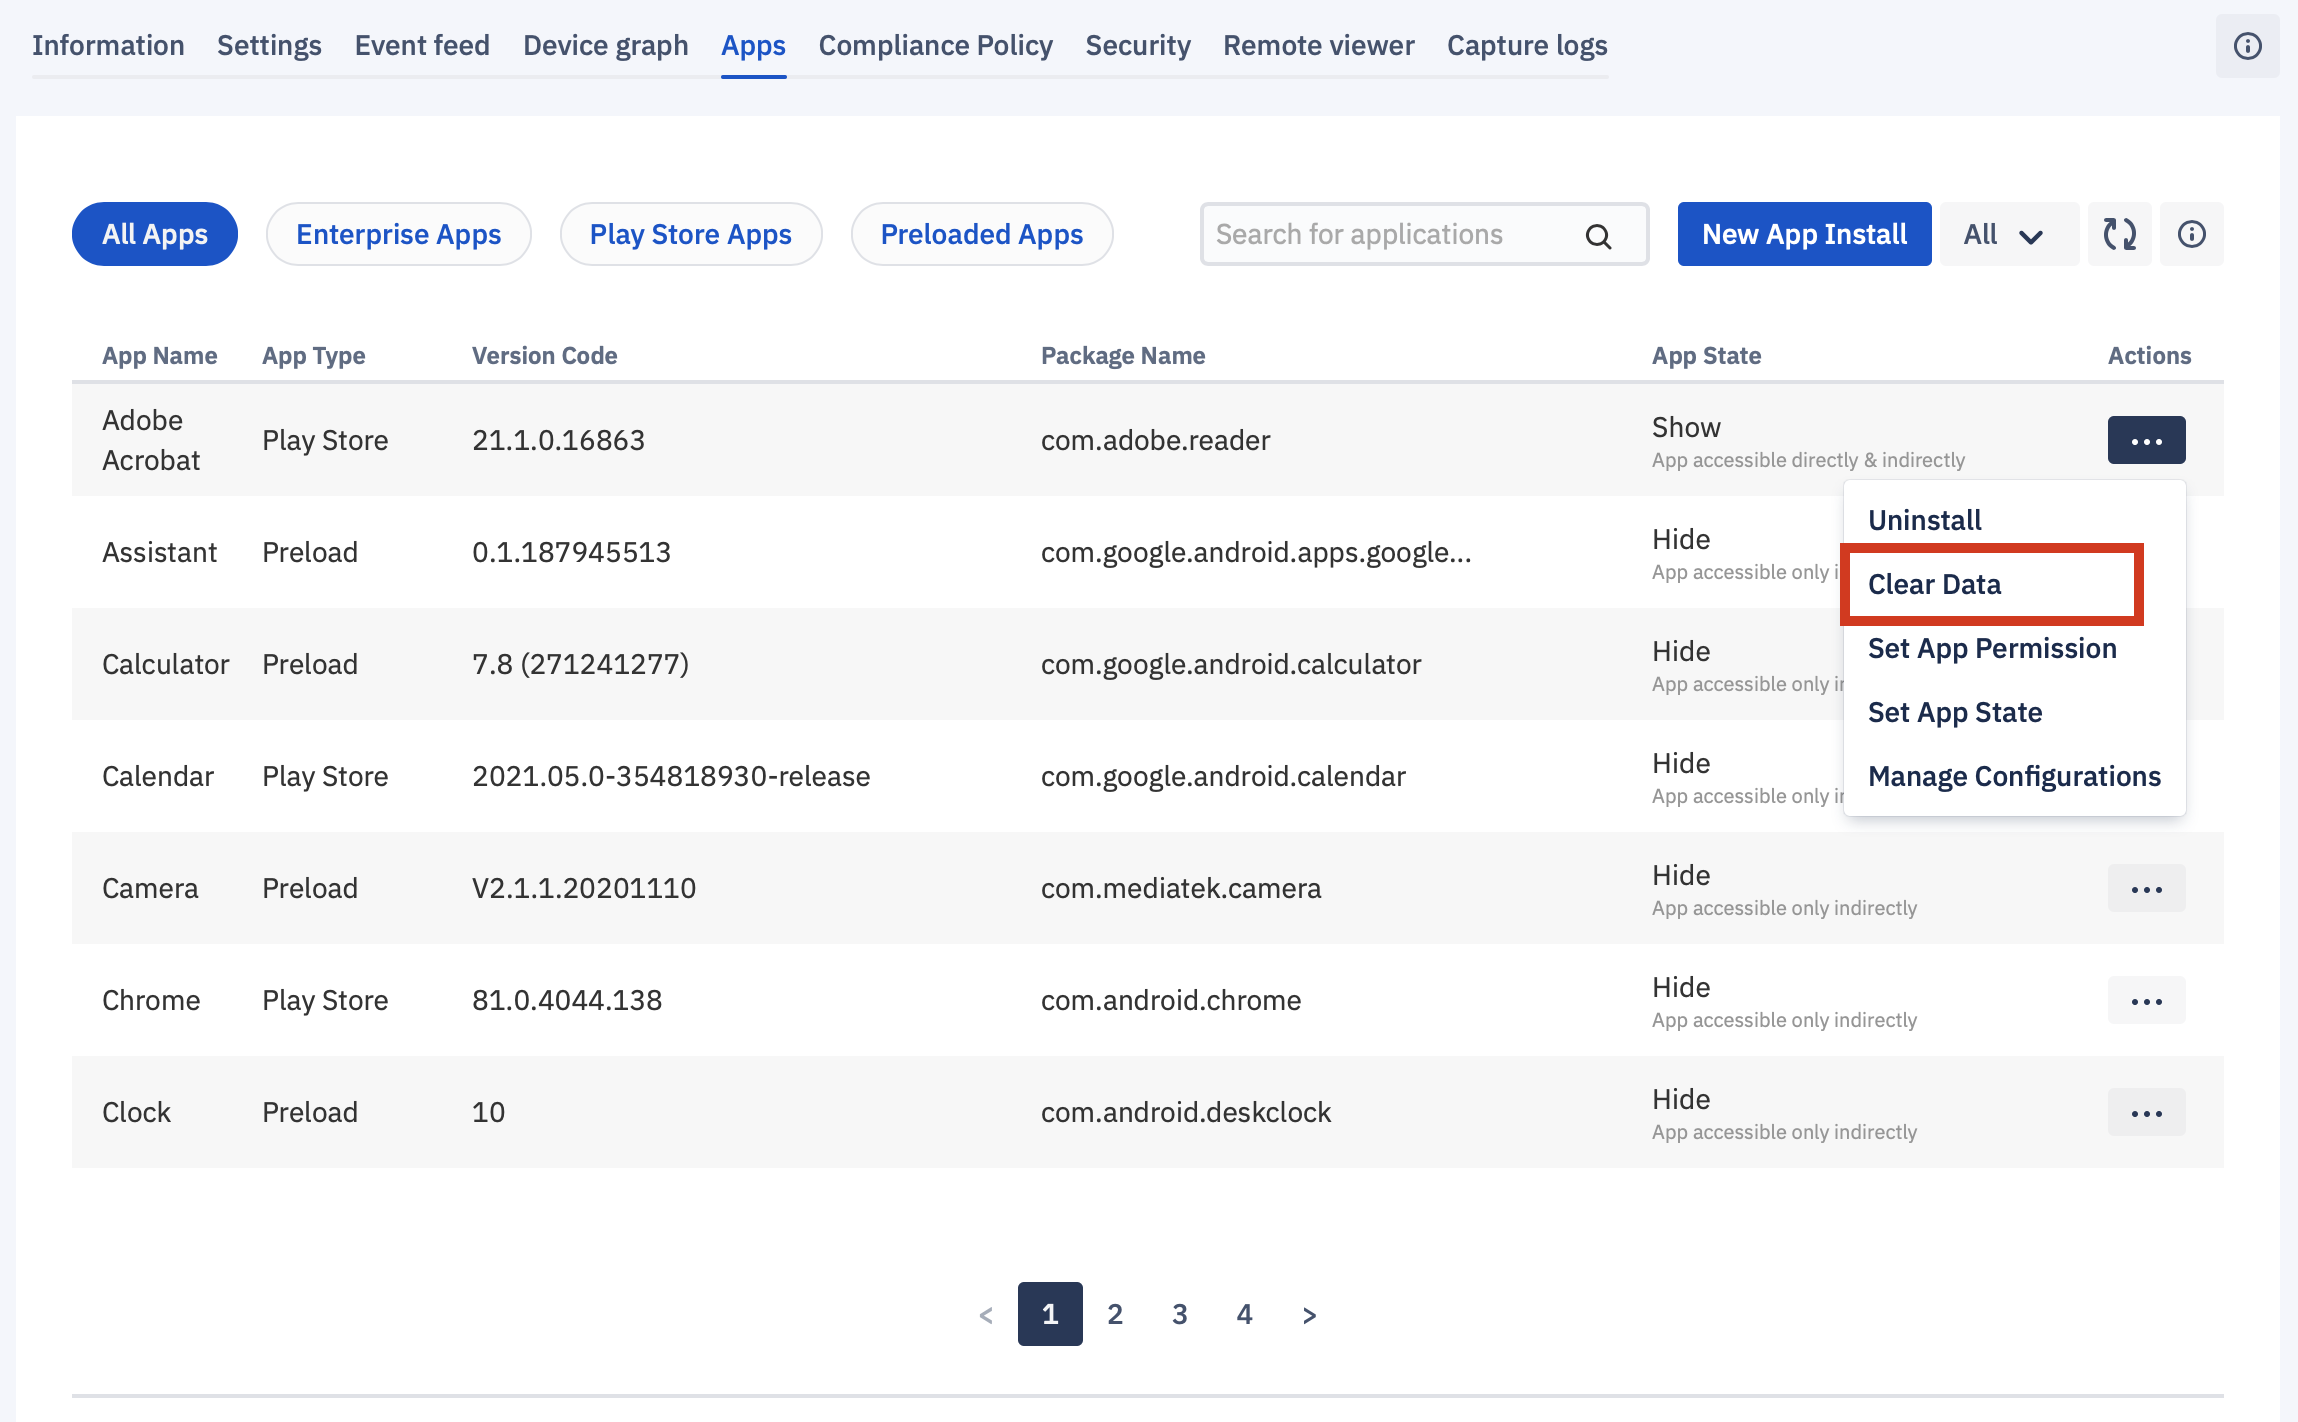 Information Settings Event feed Device graph Apps Compliance Policy Security Remote viewer Capture logs
All Apps Enterprise Apps Play Store Apps Preloaded Apps Search for applications New App Install All
App Name App Type Version Code Package Name App State Actions
Adobe Acrobat Play Store 21.1.0.16863 com.adobe.reader Show
App accessible directly & indirectly
Uninstall
Assistant Preload 0.1.187945513 com.google.android.apps.google... Hide
App accessible only i
Clear Data
Set App Permission
Calculator Preload 7.8 (271241277) com.google.android.calculator Hide
App accessible only i
Set App State
Calendar Play Store 2021.05.0-354818930-release com.google.android.calendar Hide
App accessible only i
Manage Configurations
Camera Preload V2.1.1.20201110 com.mediatek.camera Hide
App accessible only indirectly
Chrome Play Store 81.0.4044.138 com.android.chrome Hide
App accessible only indirectly
Clock Preload 10 com.android.deskclock Hide
App accessible only indirectly
< 1 2 3 4 >